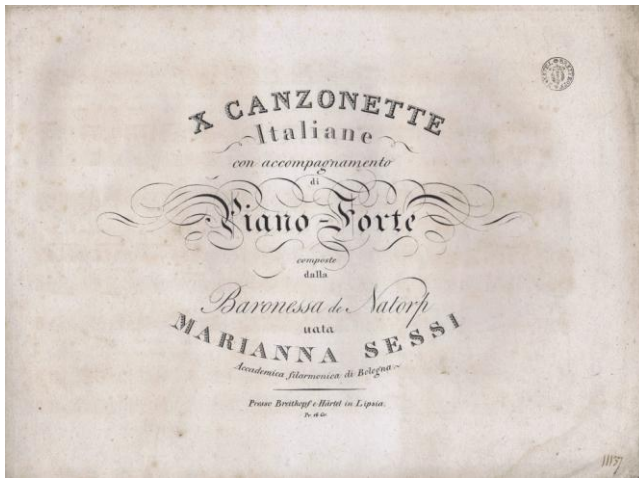 X CANZONETTE
Italiane
con accompagnamento
di
Piano Forte
composte
dalla
Baronessa de Natorp
nata
MARIANNA SESSI
Accademica filarmonica di Bologna
Presso Breitkopf e Härtel in Lipsia.